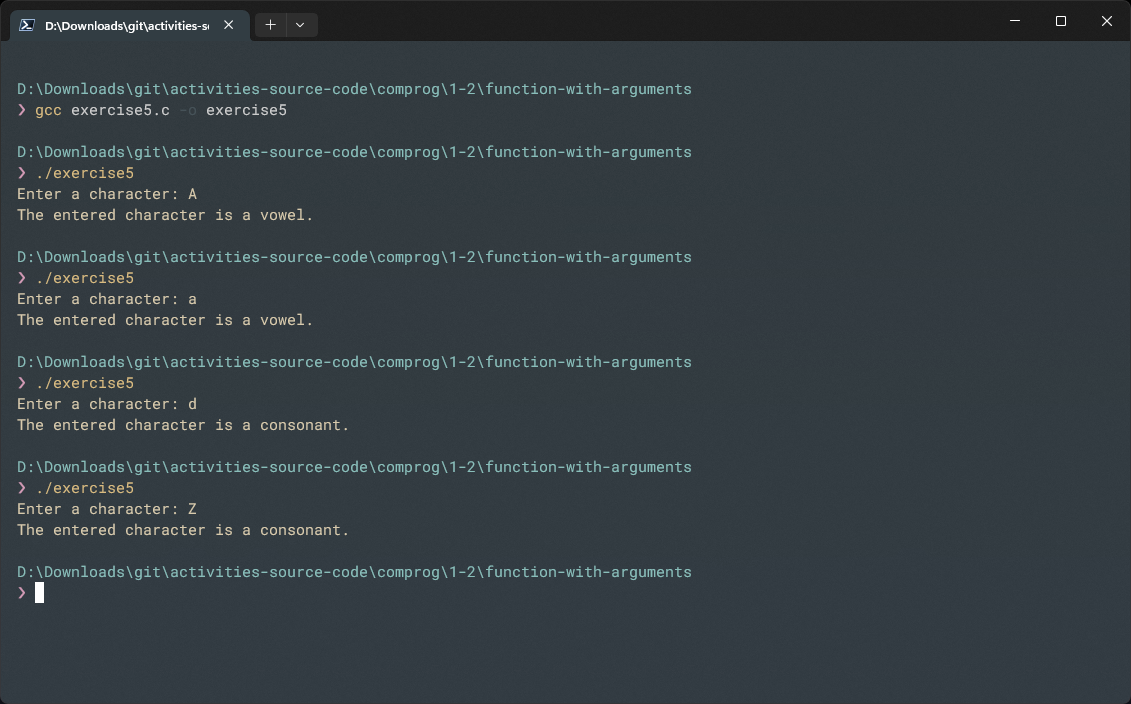 D:\Downloads\git\activities-s
D:\Downloads\git\activities-source-code\comprog\1-2\function-with-arguments
❯ gcc exercise5.c -o exercise5
D:\Downloads\git\activities-source-code\comprog\1-2\function-with-arguments
❯ ./exercise5
Enter a character: A
The entered character is a vowel.
D:\Downloads\git\activities-source-code\comprog\1-2\function-with-arguments
❯ ./exercise5
Enter a character: a
The entered character is a vowel.
D:\Downloads\git\activities-source-code\comprog\1-2\function-with-arguments
❯ ./exercise5
Enter a character: d
The entered character is a consonant.
D:\Downloads\git\activities-source-code\comprog\1-2\function-with-arguments
❯ ./exercise5
Enter a character: Z
The entered character is a consonant.
D:\Downloads\git\activities-source-code\comprog\1-2\function-with-arguments
❯